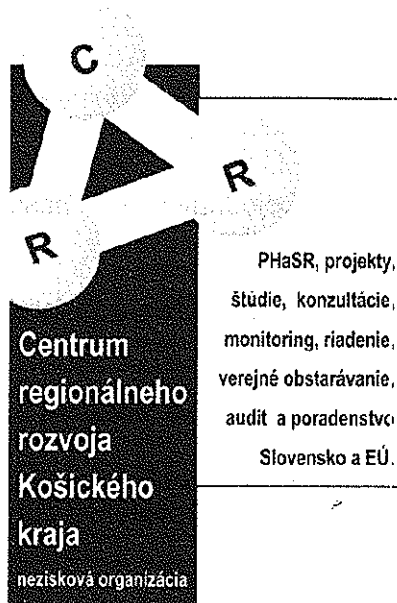 C
R
R
PHaSR, projekty,
štúdie, konzultácie,
monitoring, riadenie,
verejné obstarávanie,
audit a poradenstvo
Slovensko a EÚ.
Centrum
regionálneho
rozvoja
Košického
kraja
nezisková organizácia